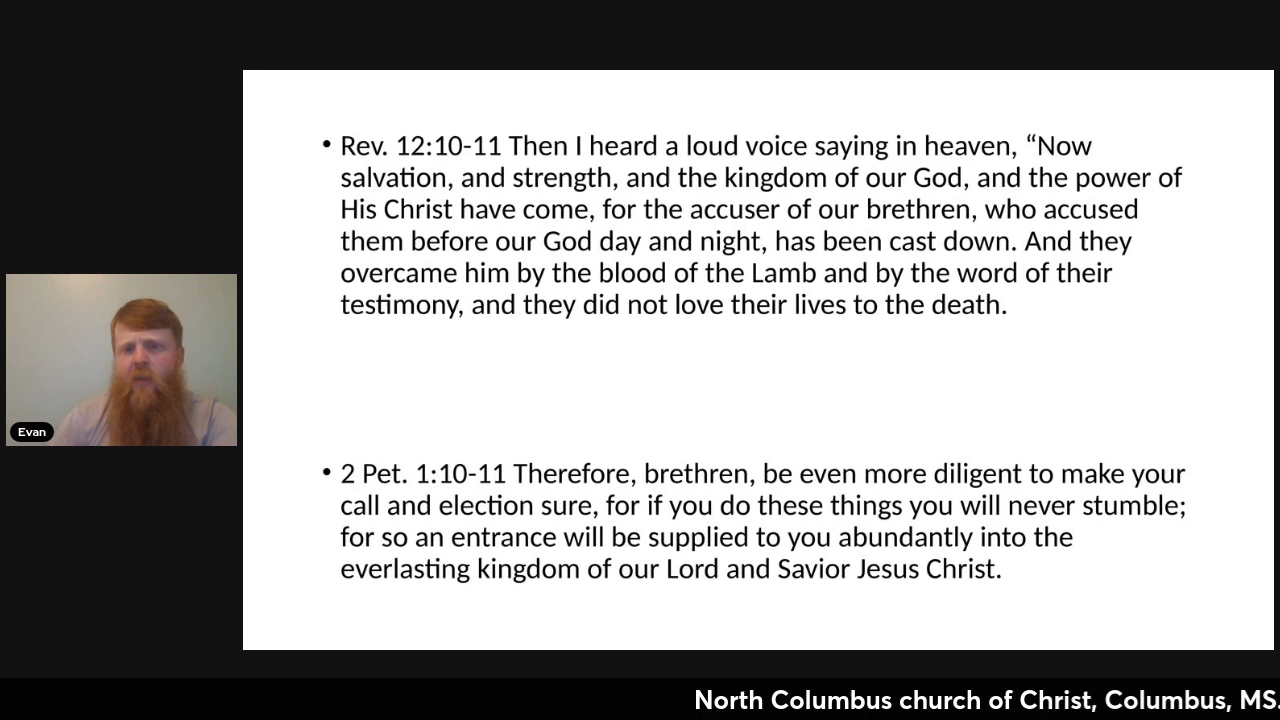 • Rev. 12:10-11 Then I heard a loud voice saying in heaven, “Now
salvation, and strength, and the kingdom of our God, and the power of
His Christ have come, for the accuser of our brethren, who accused
them before our God day and night, has been cast down. And they
overcame him by the blood of the Lamb and by the word of their
testimony, and they did not love their lives to the death.
Evan
• 2 Pet. 1:10-11 Therefore, brethren, be even more diligent to make your
call and election sure, for if you do these things you will never stumble;
for so an entrance will be supplied to you abundantly into the
everlasting kingdom of our Lord and Savior Jesus Christ.
North Columbus church of Christ, Columbus, MS.